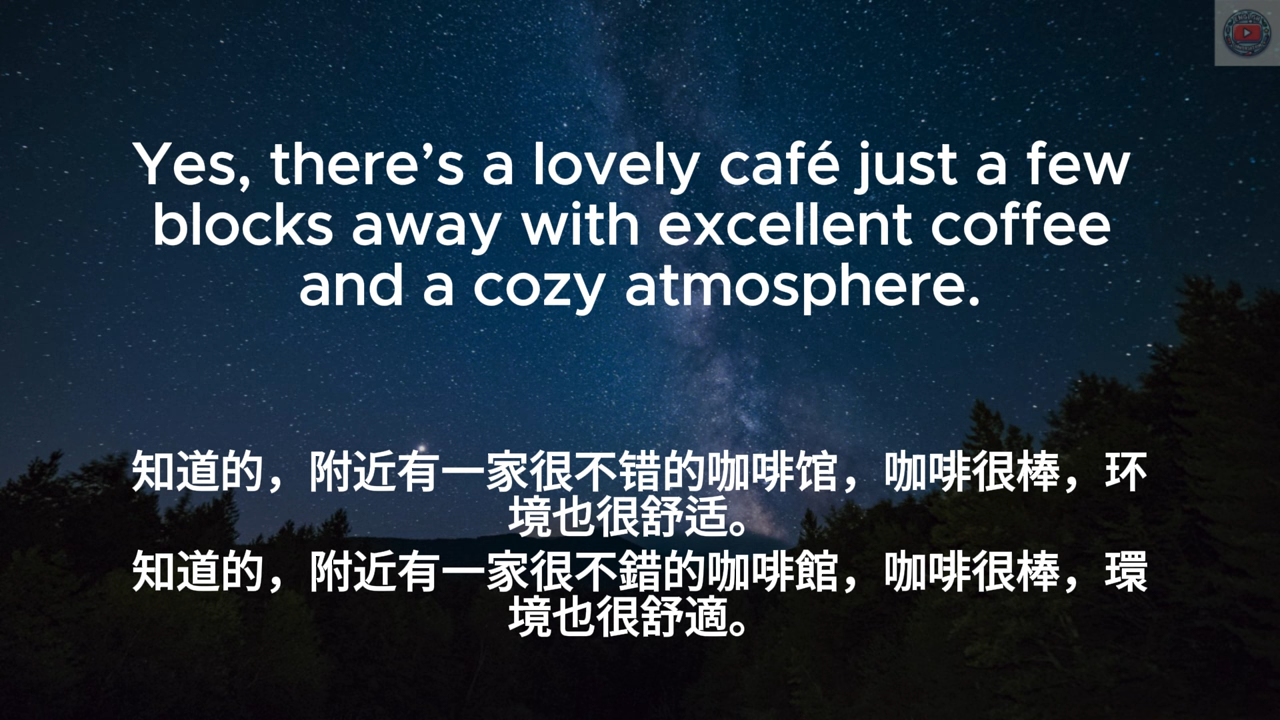 Yes, there’s a lovely café just a few
blocks away with excellent coffee
and a cozy atmosphere.
知道的，附近有一家很不错的咖啡馆，咖啡很棒，环
境也很舒适。
知道的，附近有一家很不錯的咖啡館，咖啡很棒，環
境也很舒適。